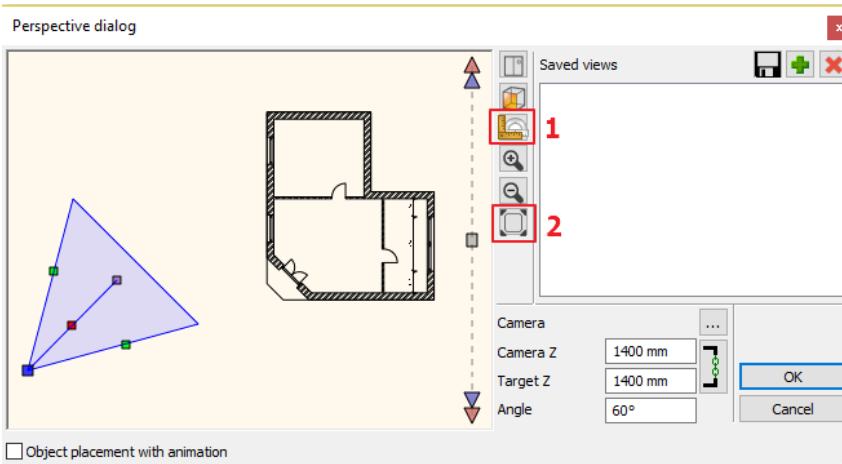 Perspective dialog
x
Saved views
1
2
Camera
...
Camera Z 1400 mm
Target Z 1400 mm
Angle 60°
OK
Cancel
Object placement with animation